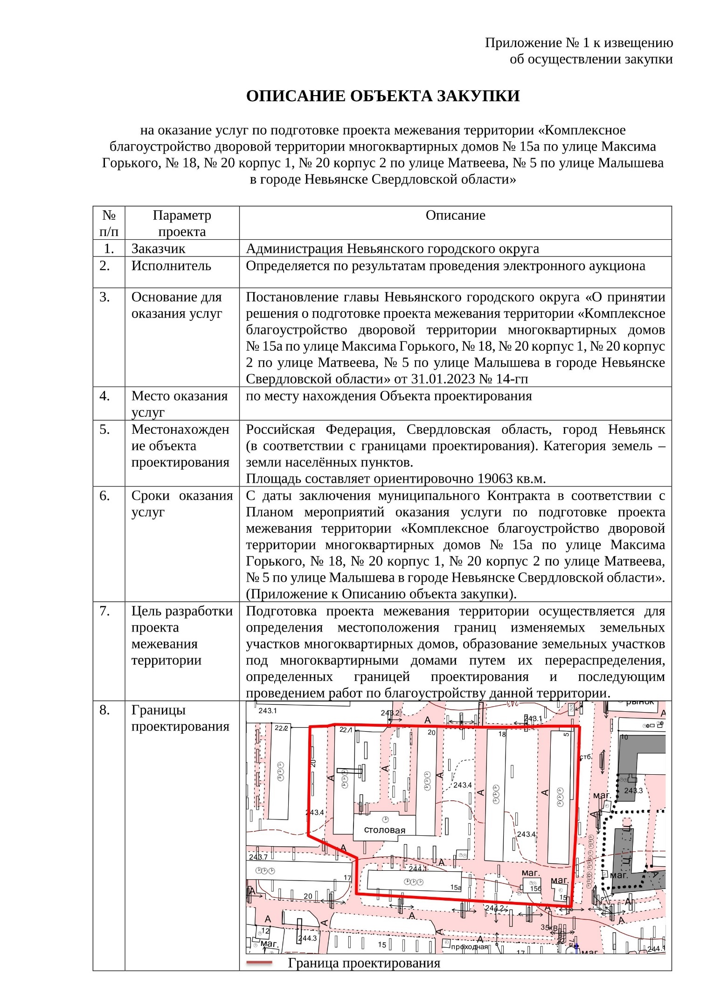 Приложение № 1 к извещению
об осуществлении закупки
ОПИСАНИЕ ОБЪЕКТА ЗАКУПКИ
на оказание услуг по подготовке проекта межевания территории «Комплексное
благоустройство дворовой территории многоквартирных домов № 15а по улице Максима
Горького, № 18, № 20 корпус 1, № 20 корпус 2 по улице Матвеева, № 5 по улице Малышева
в городе Невьянске Свердловской области»
№ п/п
Параметр проекта
Описание
1.
Заказчик
Администрация Невьянского городского округа
2.
Исполнитель
Определяется по результатам проведения электронного аукциона
3.
Основание для
оказания услуг
Постановление главы Невьянского городского округа «О принятии
решения о подготовке проекта межевания территории «Комплексное
благоустройство дворовой территории многоквартирных домов
№ 15а по улице Максима Горького, № 18, № 20 корпус 1, № 20 корпус
2 по улице Матвеева, № 5 по улице Малышева в городе Невьянске
Свердловской области» от 31.01.2023 № 14-гп
4.
Место оказания
услуг
по месту нахождения Объекта проектирования
5.
Местонахожден
ие объекта
проектирования
Российская Федерация, Свердловская область, город Невьянск
(в соответствии с границами проектирования). Категория земель –
земли населённых пунктов.
Площадь составляет ориентировочно 19063 кв.м.
6.
Сроки оказания
услуг
С даты заключения муниципального Контракта в соответствии с
Планом мероприятий оказания услуги по подготовке проекта
межевания территории «Комплексное благоустройство дворовой
территории многоквартирных домов № 15а по улице Максима
Горького, № 18, № 20 корпус 1, № 20 корпус 2 по улице Матвеева,
№ 5 по улице Малышева в городе Невьянске Свердловской области».
(Приложение к Описанию объекта закупки).
7.
Цель разработки
проекта
межевания
территории
Подготовка проекта межевания территории осуществляется для
определения местоположения границ изменяемых земельных
участков многоквартирных домов, образование земельных участков
под многоквартирными домами путем их перераспределения,
определенных границей проектирования и последующим
проведением работ по благоустройству данной территории.
8.
Границы
проектирования
рынок
243.1
243.2
А
243
243.1
А
22/2
22/1
20
18
5
10
20
А
А
А
стб.
243.4
А
А
243.3
маг.
А
243.4
столовая
243.4
А
243.7
А
244.1
маг.
маг.
маг.
А
17
15а
15б
15
А
20
244.2
А
А
А
А
А
А
12
244.3
35кВ
22
7а
А
А
маг.
15
проходная
17
маг
244.1
Граница проектирования